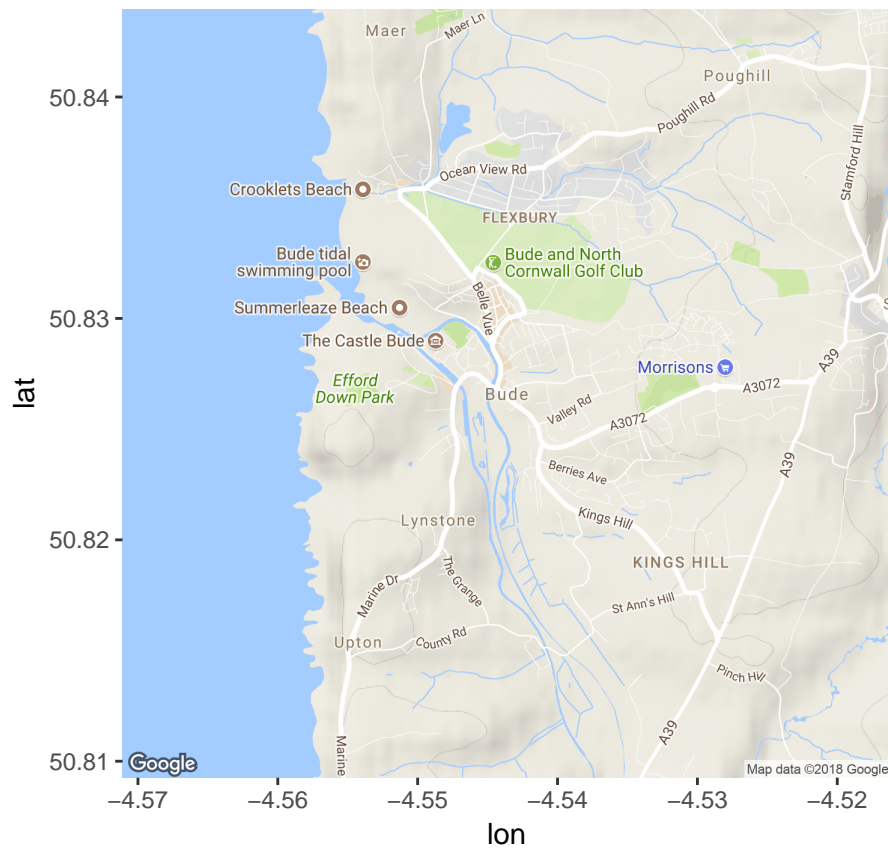 Maer
Maer Ln
Poughill
50.84
Poughill Rd
Stamford Hill
Ocean View Rd
Crooklets Beach
FLEXBURY
Bude tidal
swimming pool
Bude and North
Cornwall Golf Club
Belle Vue
Summerleaze Beach
50.83
S
The Castle Bude
A39
Morrisons
Efford
Down Park
A3072
Bude
Valley Rd
A3072
lat
Berries Ave
A39
Kings Hill
Lynstone
50.82
KINGS HILL
The Grange
Marine Dr
St Ann's Hill
County Rd
Upton
Pinch Hill
A39
Marine
50.81
Google
Map data ©2018 Google
−4.57
−4.56
−4.55
−4.54
−4.53
−4.52
lon